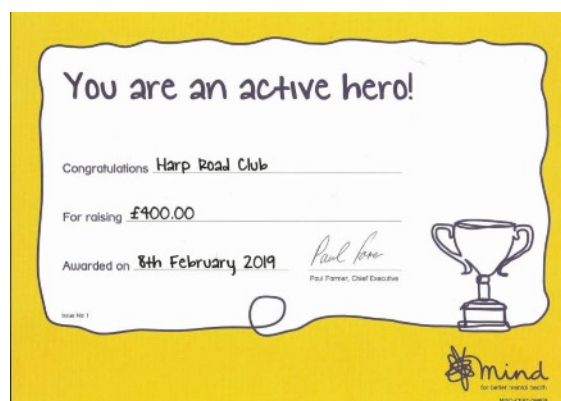 You are an active hero!
Congratulations Harp Road Club
For raising £400.00
Awarded on 8th February 2019
Paul Farmer, Chief Executive
Issue No 1
mind
for better mental health